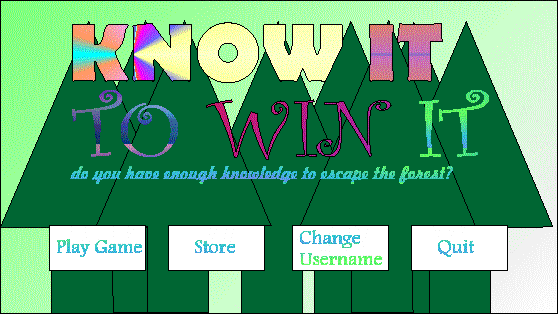 KNOW IT
TO WIN IT
do you have enough knowledge to escape the forest?
Play Game
Store
Change
Username
Quit